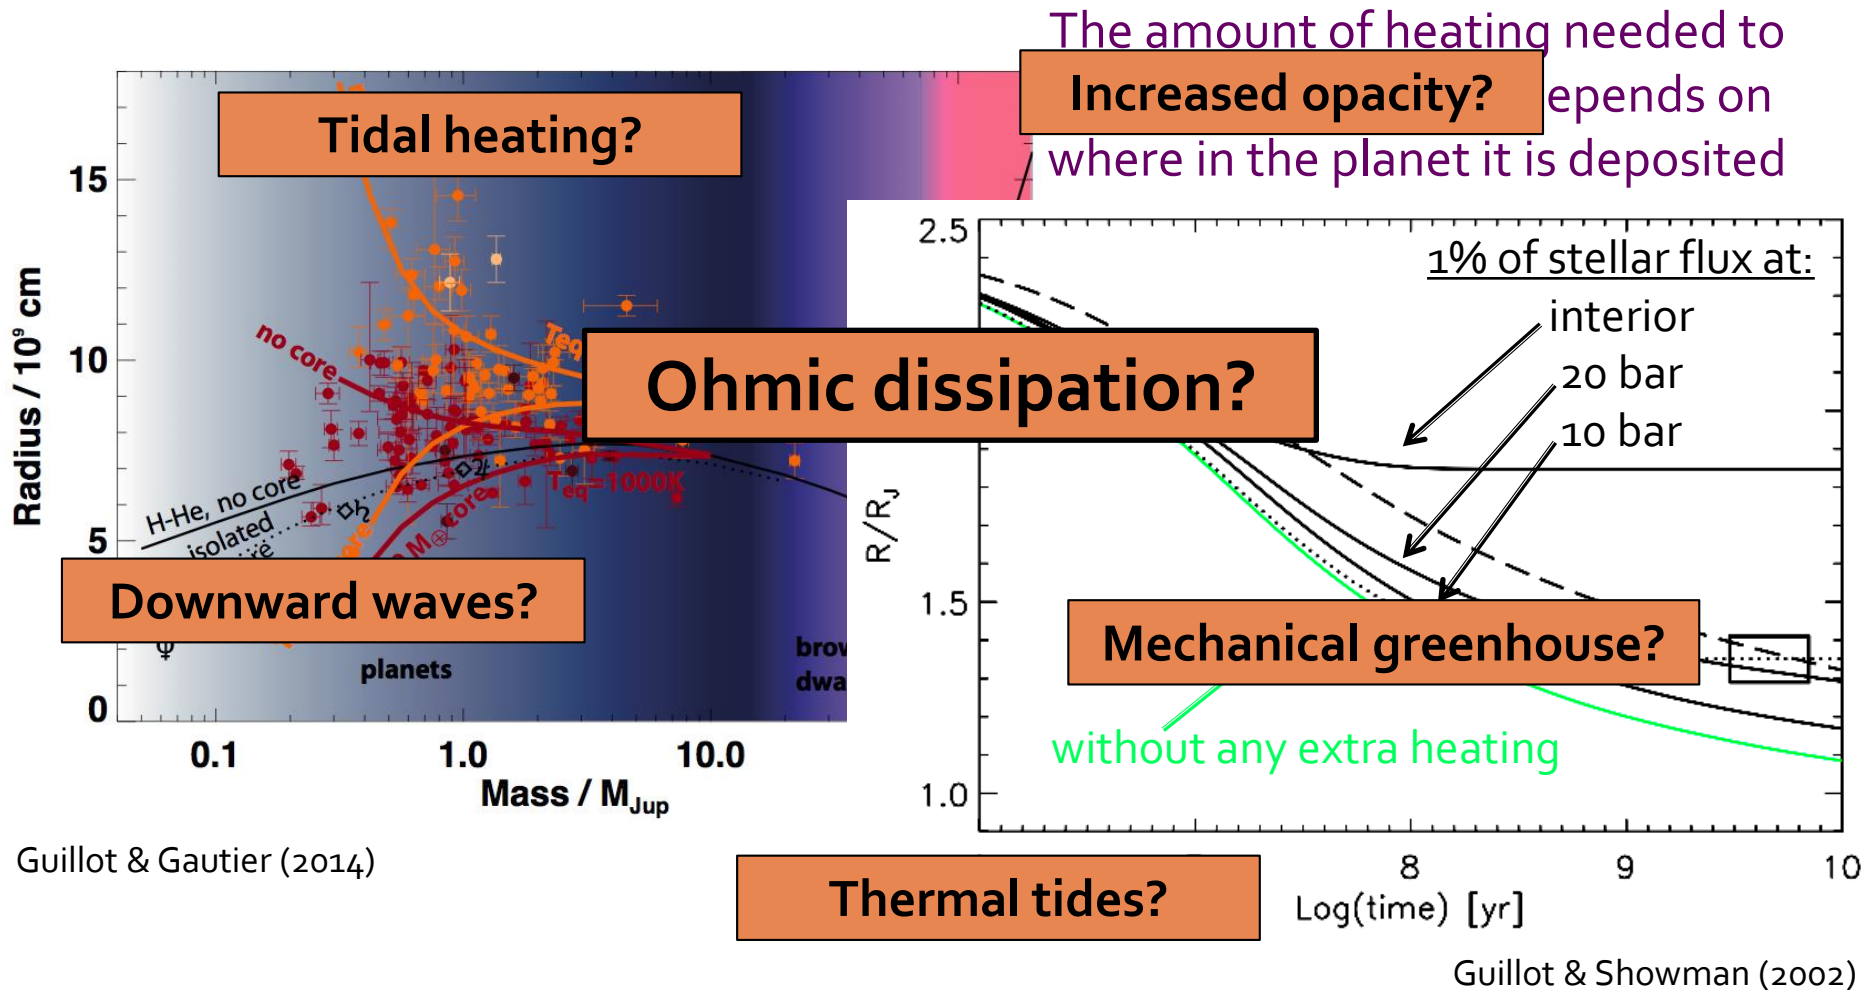 The amount of heating needed to
Increased opacity?
epends on
where in the planet it is deposited
Tidal heating?
15
10
5
0
Radius / 10⁹ cm
no core
Teq
H-He, no core
isolated
core
M⊕
Teq=1000K
Ohmic dissipation?
Downward waves?
planets
brow
dwa
0.1
1.0
10.0
Mass / MJup
Guillot & Gautier (2014)
2.5
1% of stellar flux at:
interior
20 bar
10 bar
R/RJ
1.5
Mechanical greenhouse?
without any extra heating
1.0
8
9
10
Thermal tides?
Log(time) [yr]
Guillot & Showman (2002)